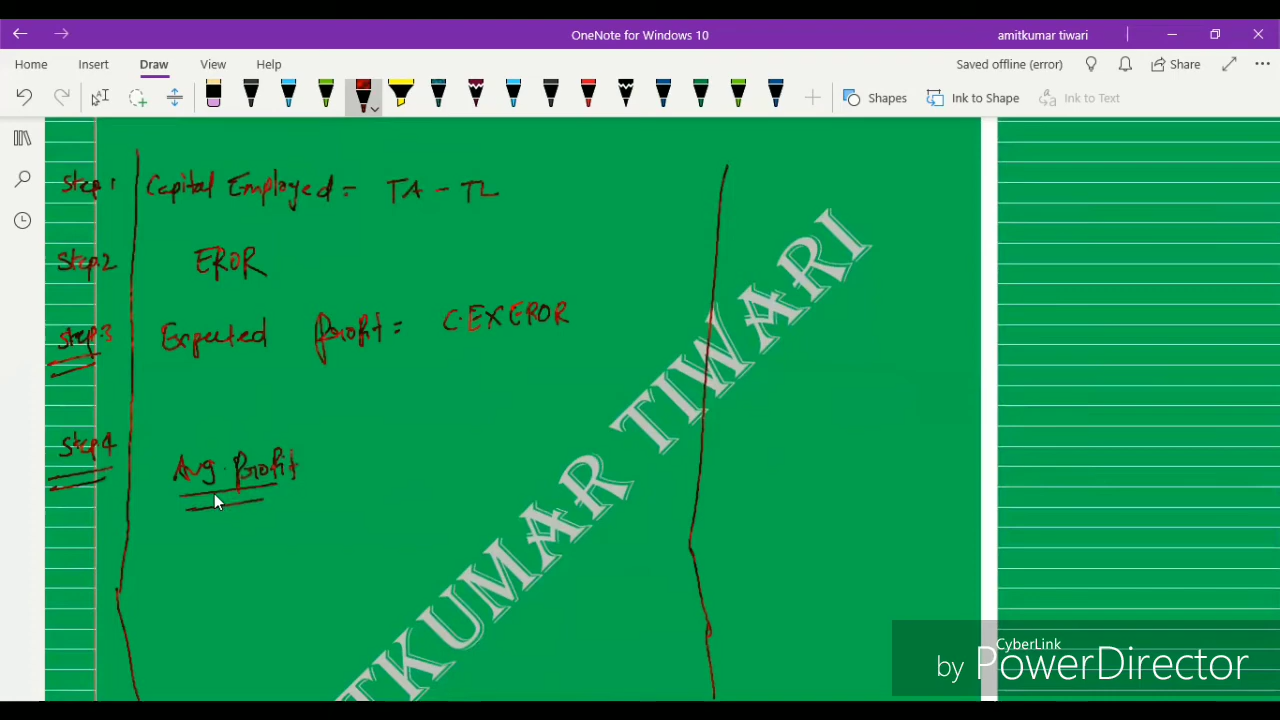 OneNote for Windows 10
amitkumar tiwari
Home Insert Draw View Help
Saved offline (error)
Share
Shapes
Ink to Shape
Ink to Text
Step 1 Capital Employed = TA - TL
Step 2 EROR
Step 3 Expected profit = C.E X EROR
Step 4 Avg. profit
TKUMAR TIWARI
CyberLink
by PowerDirector